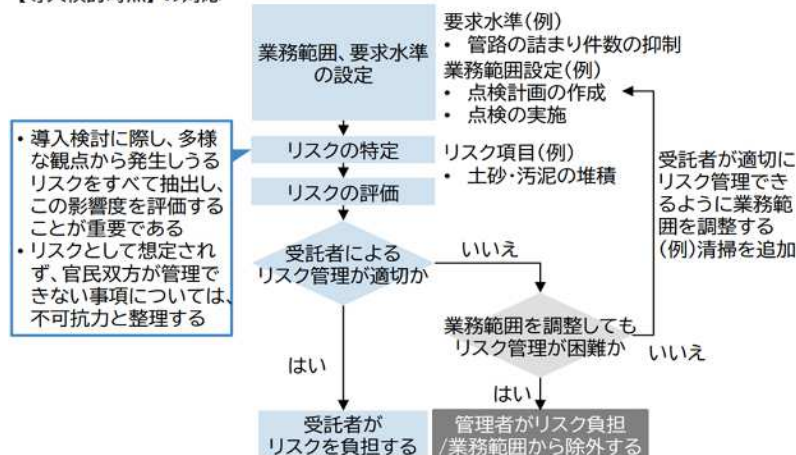 【導入検討時点】の対応
業務範囲、要求水準
の設定
要求水準(例)
• 管路の詰まり件数の抑制
業務範囲設定(例)
• 点検計画の作成
• 点検の実施
• 導入検討に際し、多様
な観点から発生しうる
リスクをすべて抽出し、
この影響度を評価する
ことが重要である
• リスクとして想定され
ず、官民双方が管理で
きない事項については、
不可抗力と整理する
リスクの特定
リスク項目(例)
• 土砂・汚泥の堆積
リスクの評価
受託者が適切に
リスク管理でき
るように業務範
囲を調整する
(例)清掃を追加
受託者による
リスク管理が適切か
いいえ
業務範囲を調整しても
リスク管理が困難か
いいえ
はい
はい
受託者が
リスクを負担する
管理者がリスク負担
/業務範囲から除外する